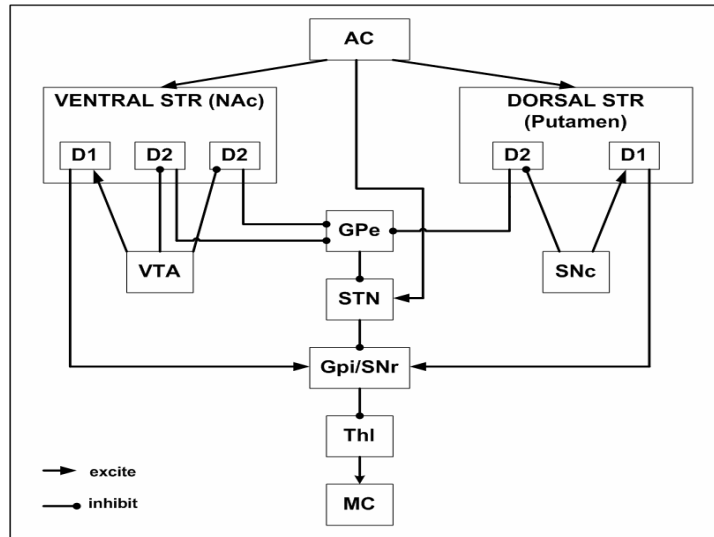 AC
VENTRAL STR (NAc)
DORSAL STR
(Putamen)
D1
D2
D2
D2
D1
GPe
VTA
SNc
STN
Gpi/SNr
Thl
excite
MC
inhibit